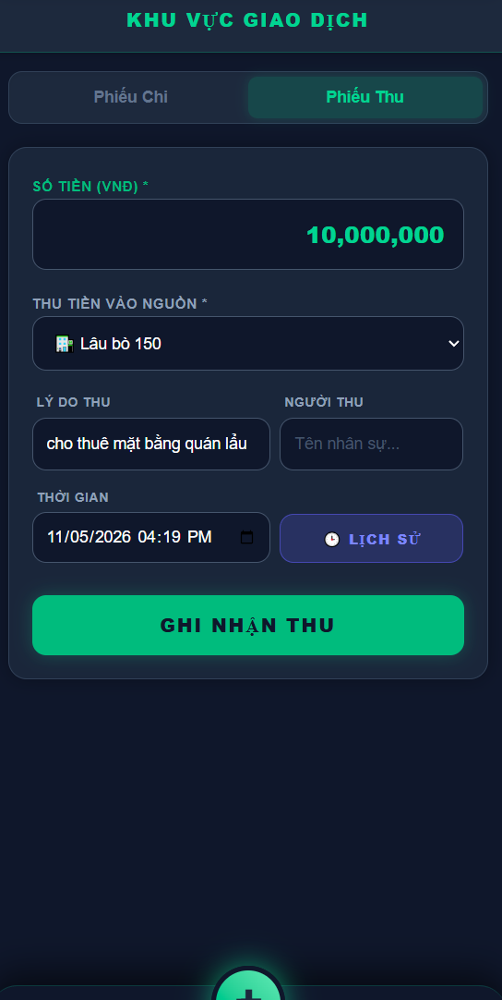 KHU VỰC GIAO DỊCH
Phiếu Chi Phiếu Thu
SỐ TIỀN (VNĐ) *
10,000,000
THU TIỀN VÀO NGUỒN *
Lâu bò 150
LÝ DO THU NGƯỜI THU
cho thuê mặt bằng quán lẩu Tên nhân sự...
THỜI GIAN
11/05/2026 04:19 PM LỊCH SỬ
GHI NHẬN THU